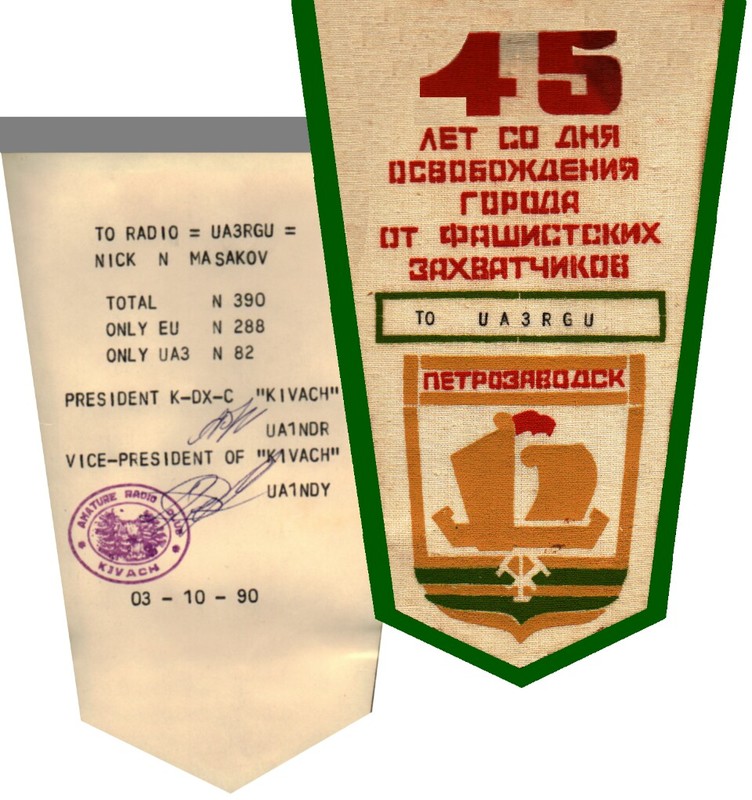 TO RADIO = UA3RGU =
NICK N MASAKOV
TOTAL N 390
ONLY EU N 288
ONLY UA3 N 82
PRESIDENT K-DX-C "KIVACH"
UA1NDR
VICE-PRESIDENT OF "K1VACH"
UA1NDY
AMATURE RADIO CLUB
KIVACH
03 - 10 - 90
45
ЛЕТ СО ДНЯ
ОСВОБОЖДЕНИЯ
ГОРОДА
ОТ ФАШИСТСКИХ
ЗАХВАТЧИКОВ
TO UA3RGU
ПЕТРОЗАВОДСК